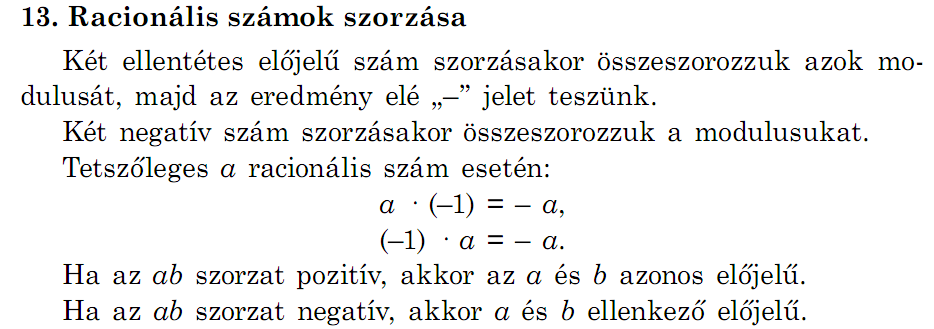 13. Racionális számok szorzása
Két ellentétes előjelű szám szorzásakor összeszorozzuk azok mo-
dulusát, majd az eredmény elé „–” jelet teszünk.
Két negatív szám szorzásakor összeszorozzuk a modulusukat.
Tetszőleges a racionális szám esetén:
a · (–1) = – a,
(–1) · a = – a.
Ha az ab szorzat pozitív, akkor az a és b azonos előjelű.
Ha az ab szorzat negatív, akkor a és b ellenkező előjelű.